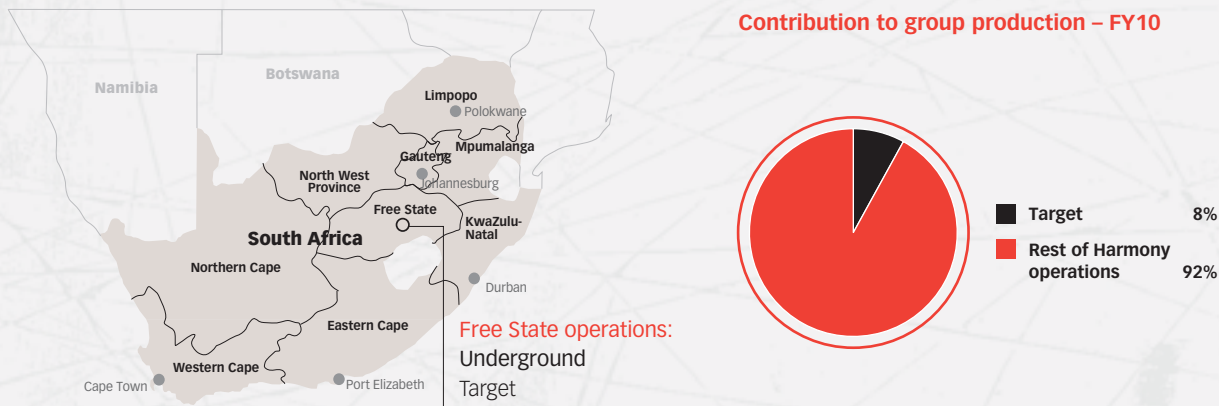 Contribution to group production – FY10
Namibia
Botswana
Limpopo
Polokwane
Gauteng
Mpumalanga
Johannesburg
North West
Province
Free State
KwaZulu-
Natal
South Africa
Northern Cape
Durban
Eastern Cape
Western Cape
Cape Town
Port Elizabeth
Free State operations:
Underground
Target
Target 8%
Rest of Harmony
operations 92%